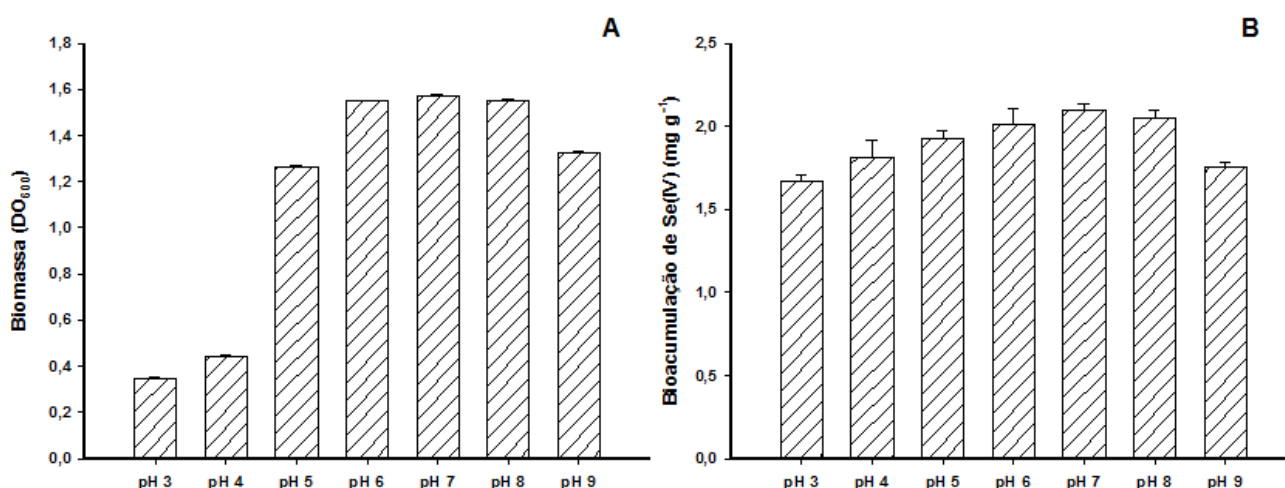 A
Biomassa (DO₆₀₀)
1,8
1,6
1,4
1,2
1,0
0,8
0,6
0,4
0,2
0,0
pH 3 pH 4 pH 5 pH 6 pH 7 pH 8 pH 9
B
Bioacumulação de Se(IV) (mg g⁻¹)
2,5
2,0
1,5
1,0
0,5
0,0
pH 3 pH 4 pH 5 pH 6 pH 7 pH 8 pH 9